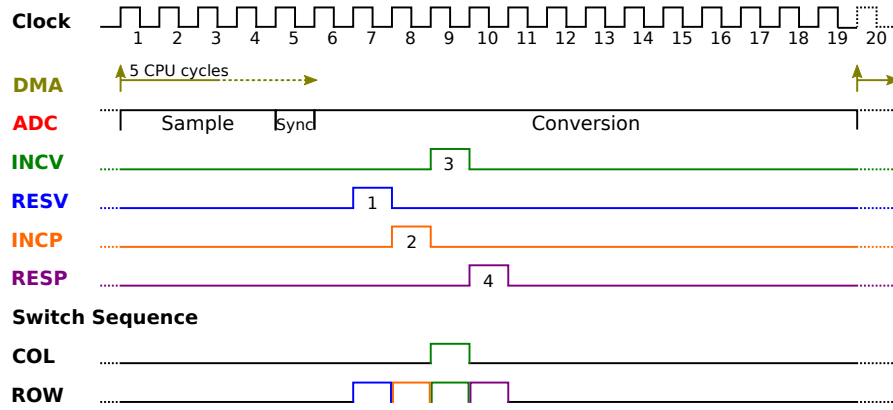 Clock
1 2 3 4 5 6 7 8 9 10 11 12 13 14 15 16 17 18 19 20
DMA 5 CPU cycles
ADC Sample Sync Conversion
INCV 3
RESV 1
INCP 2
RESP 4
Switch Sequence
COL
ROW